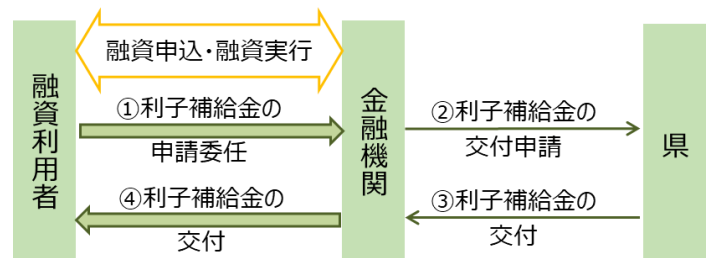 融資申込・融資実行
融資利用者
①利子補給金の
申請委任
④利子補給金の
交付
金融機関
②利子補給金の
交付申請
③利子補給金の
交付
県